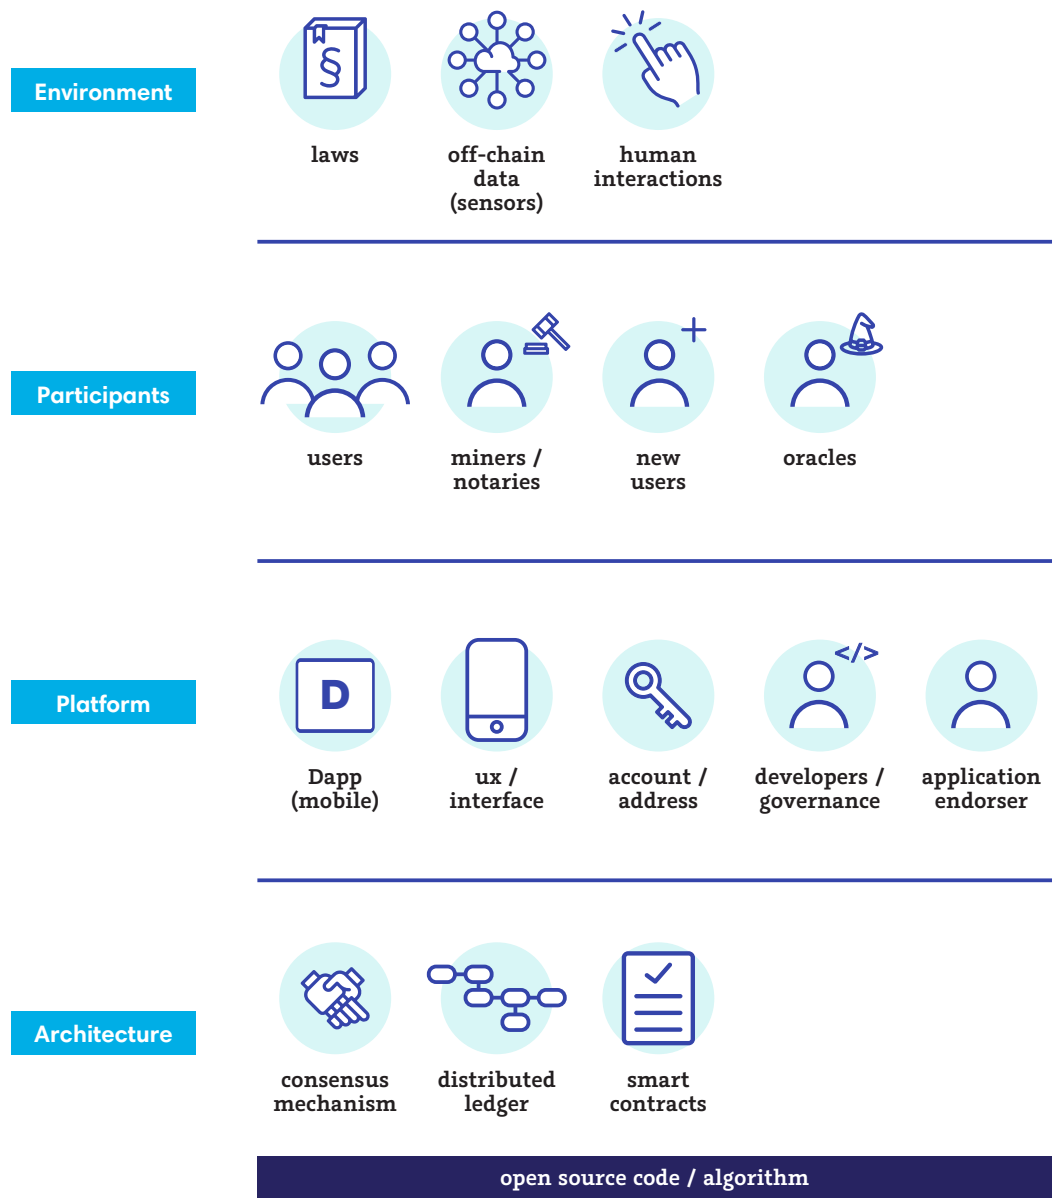 Environment
§
laws
off-chain
data
(sensors)
human
interactions
Participants
users
miners /
notaries
new
users
oracles
Platform
D
</>
Dapp
(mobile)
ux /
interface
account /
address
developers /
governance
application
endorser
Architecture
consensus
mechanism
distributed
ledger
smart
contracts
open source code / algorithm